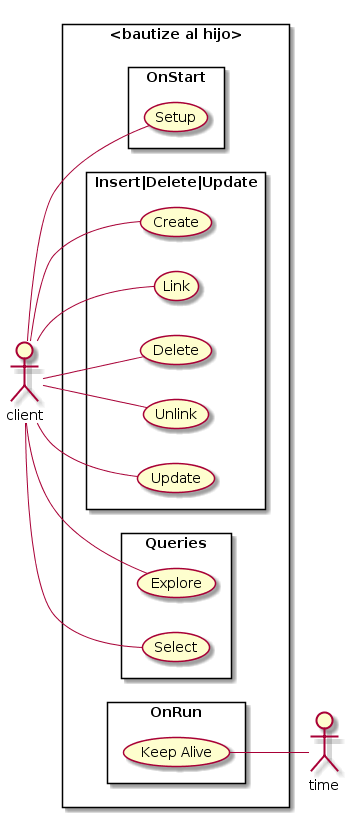 <bautize al hijo>
OnStart
Setup
Insert|Delete|Update
Create
Link
Delete
client
Unlink
Update
Queries
Explore
Select
OnRun
Keep Alive
time